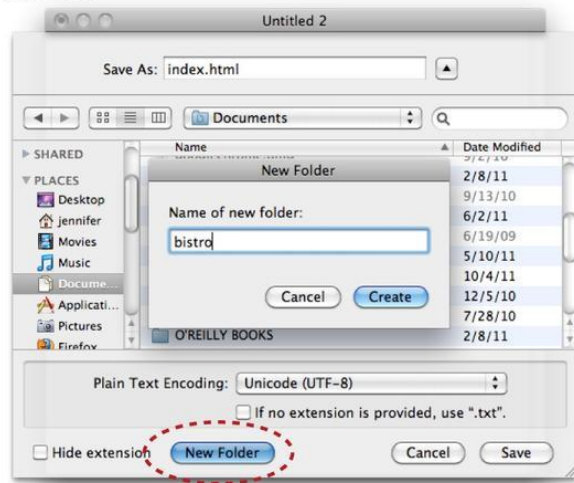 Untitled 2
Save As: index.html
Documents
Name
Date Modified
SHARED
PLACES
Desktop
jennifer
Movies
Music
Docume...
Applicati...
Pictures
Firefox
New Folder
Name of new folder:
bistro
Cancel
Create
O'REILLY BOOKS
9/2/10
2/8/11
9/13/10
6/2/11
6/19/09
5/10/11
10/4/11
12/5/10
7/28/10
2/8/11
Plain Text Encoding: Unicode (UTF-8)
If no extension is provided, use ".txt".
Hide extension
New Folder
Cancel
Save